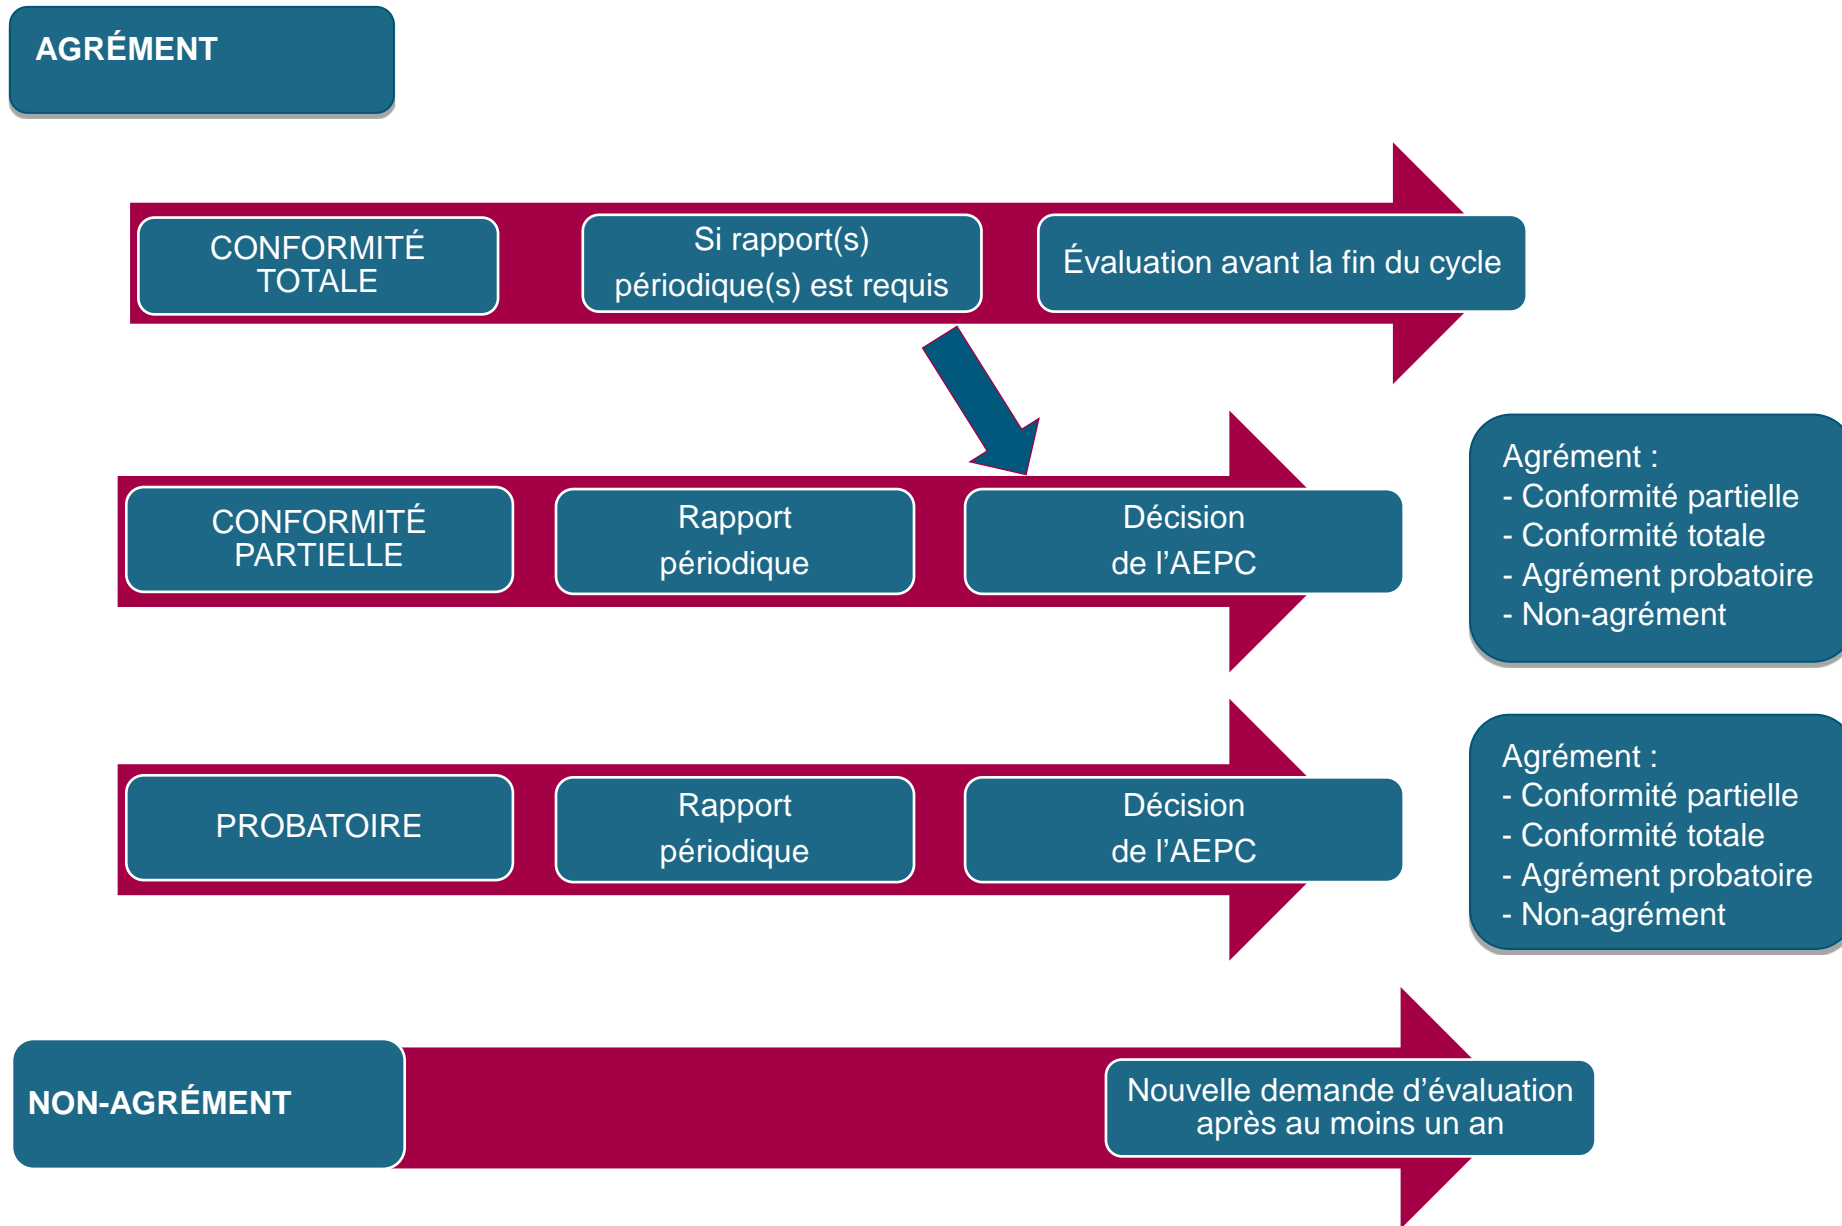 AGRÉMENT
CONFORMITÉ
TOTALE
Si rapport(s)
périodique(s) est requis
Évaluation avant la fin du cycle
CONFORMITÉ
PARTIELLE
Rapport
périodique
Décision
de l’AEPC
Agrément :
- Conformité partielle
- Conformité totale
- Agrément probatoire
- Non-agrément
PROBATOIRE
Rapport
périodique
Décision
de l’AEPC
Agrément :
- Conformité partielle
- Conformité totale
- Agrément probatoire
- Non-agrément
NON-AGRÉMENT
Nouvelle demande d’évaluation
après au moins un an